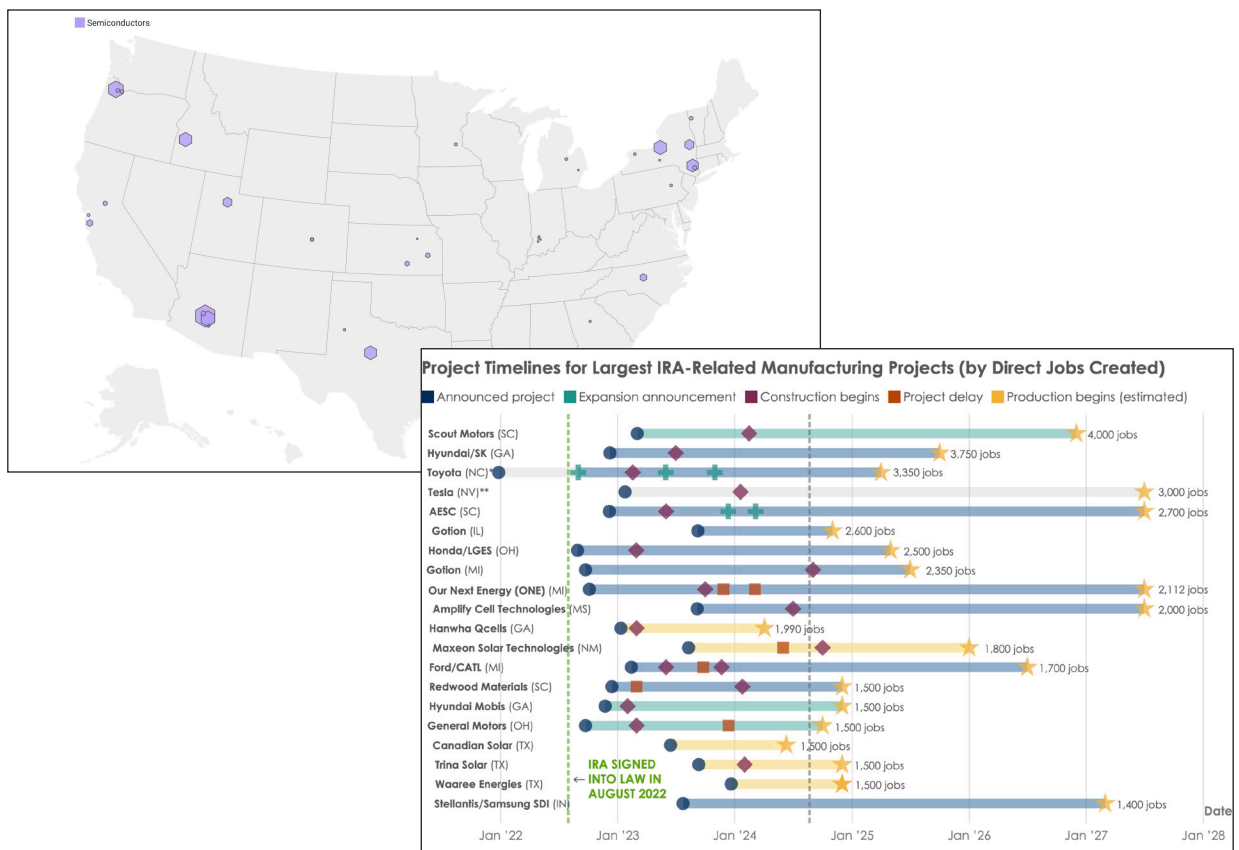 Semiconductors
Project Timelines for Largest IRA-Related Manufacturing Projects (by Direct Jobs Created)
Announced project Expansion announcement Construction begins Project delay Production begins (estimated)
Scout Motors (SC) 4,000 jobs
Hyundai/SK (GA) 3,750 jobs
Toyota (NC)* 3,350 jobs
Tesla (NV)** 3,000 jobs
AESC (SC) 2,700 jobs
Gotion (IL) 2,600 jobs
Honda/LGES (OH) 2,500 jobs
Gotion (MI) 2,350 jobs
Our Next Energy (ONE) (MI) 2,112 jobs
Amplify Cell Technologies (MS) 2,000 jobs
Hanwha Qcells (GA) 1,990 jobs
Maxeon Solar Technologies (NM) 1,800 jobs
Ford/CATL (MI) 1,700 jobs
Redwood Materials (SC) 1,500 jobs
Hyundai Mobis (GA) 1,500 jobs
General Motors (OH) 1,500 jobs
Canadian Solar (TX) 1,500 jobs
Trina Solar (TX) 1,500 jobs
Waaree Energies (TX) 1,500 jobs
Stellantis/Samsung SDI (IN) 1,400 jobs
IRA SIGNED
← INTO LAW IN
AUGUST 2022
Date
Jan '22 Jan '23 Jan '24 Jan '25 Jan '26 Jan '27 Jan '28